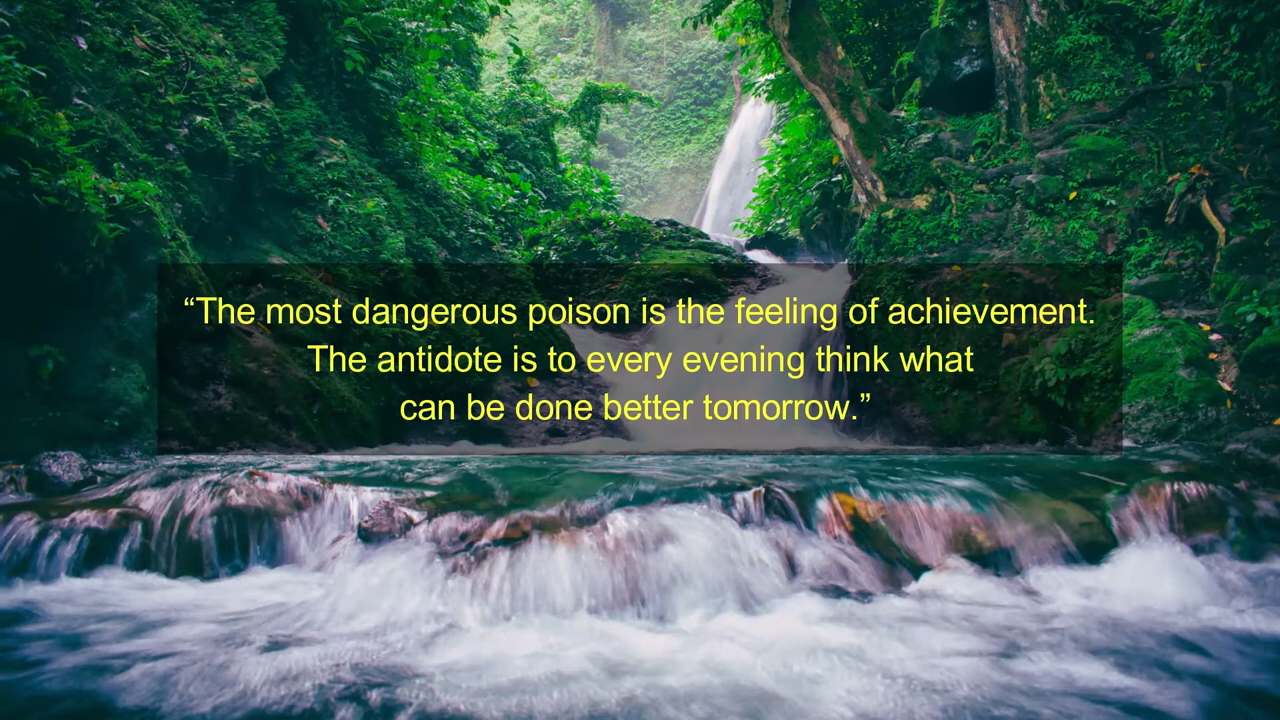 “The most dangerous poison is the feeling of achievement.
The antidote is to every evening think what
can be done better tomorrow.”